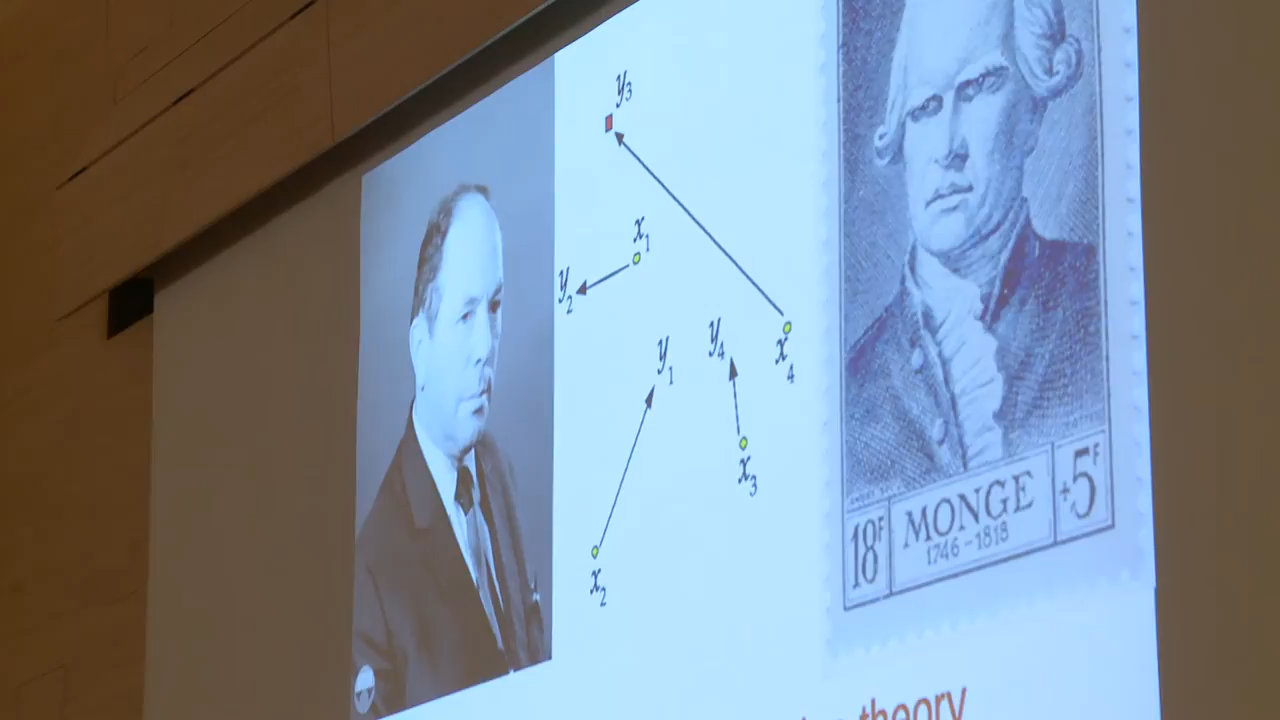 y3
x1
y2
y1
y4
x4
x3
x2
18F
MONGE
1746-1818
+5F
theory